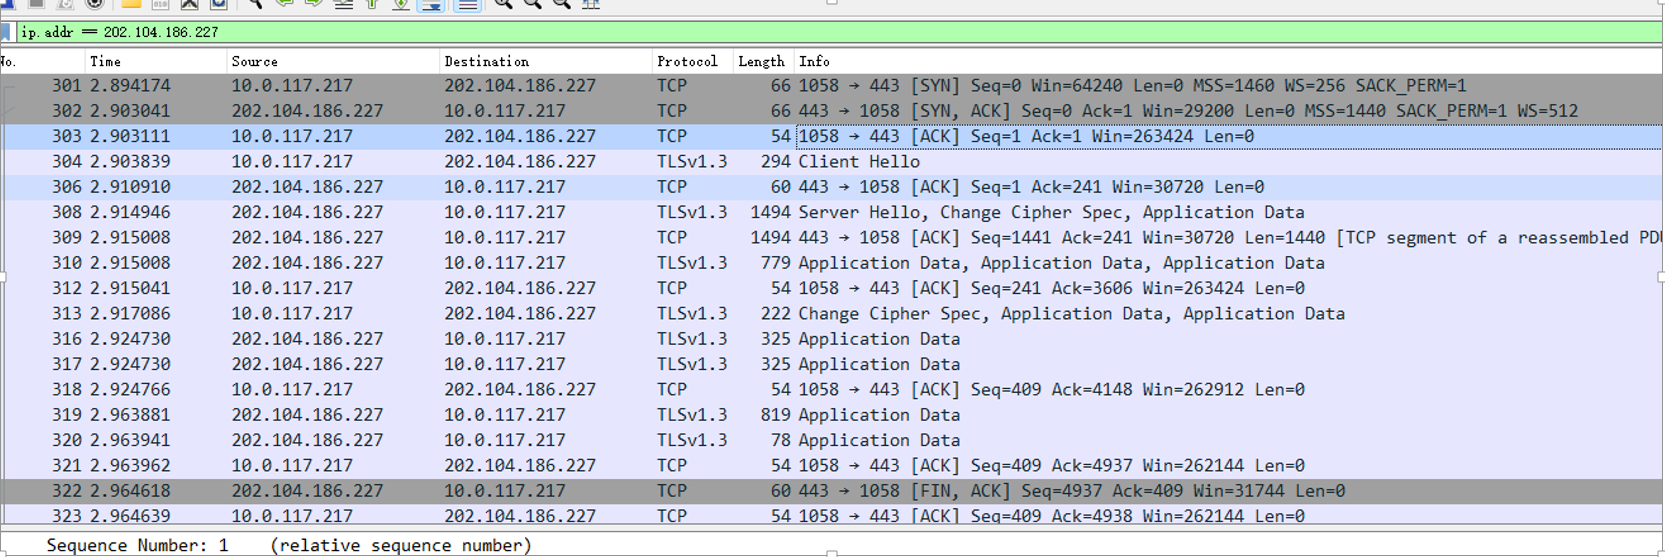 ip.addr == 202.104.186.227
No. Time Source Destination Protocol Length Info
301 2.894174 10.0.117.217 202.104.186.227 TCP 66 1058 → 443 [SYN] Seq=0 Win=64240 Len=0 MSS=1460 WS=256 SACK_PERM=1
302 2.903041 202.104.186.227 10.0.117.217 TCP 66 443 → 1058 [SYN, ACK] Seq=0 Ack=1 Win=29200 Len=0 MSS=1440 SACK_PERM=1 WS=512
303 2.903111 10.0.117.217 202.104.186.227 TCP 54 1058 → 443 [ACK] Seq=1 Ack=1 Win=263424 Len=0
304 2.903839 10.0.117.217 202.104.186.227 TLSv1.3 294 Client Hello
306 2.910910 202.104.186.227 10.0.117.217 TCP 60 443 → 1058 [ACK] Seq=1 Ack=241 Win=30720 Len=0
308 2.914946 202.104.186.227 10.0.117.217 TLSv1.3 1494 Server Hello, Change Cipher Spec, Application Data
309 2.915008 202.104.186.227 10.0.117.217 TCP 1494 443 → 1058 [ACK] Seq=1441 Ack=241 Win=30720 Len=1440 [TCP segment of a reassembled PDU
310 2.915008 202.104.186.227 10.0.117.217 TLSv1.3 779 Application Data, Application Data, Application Data
312 2.915041 10.0.117.217 202.104.186.227 TCP 54 1058 → 443 [ACK] Seq=241 Ack=3606 Win=263424 Len=0
313 2.917086 10.0.117.217 202.104.186.227 TLSv1.3 222 Change Cipher Spec, Application Data, Application Data
316 2.924730 202.104.186.227 10.0.117.217 TLSv1.3 325 Application Data
317 2.924730 202.104.186.227 10.0.117.217 TLSv1.3 325 Application Data
318 2.924766 10.0.117.217 202.104.186.227 TCP 54 1058 → 443 [ACK] Seq=409 Ack=4148 Win=262912 Len=0
319 2.963881 202.104.186.227 10.0.117.217 TLSv1.3 819 Application Data
320 2.963941 202.104.186.227 10.0.117.217 TLSv1.3 78 Application Data
321 2.963962 10.0.117.217 202.104.186.227 TCP 54 1058 → 443 [ACK] Seq=409 Ack=4937 Win=262144 Len=0
322 2.964618 202.104.186.227 10.0.117.217 TCP 60 443 → 1058 [FIN, ACK] Seq=4937 Ack=409 Win=31744 Len=0
323 2.964639 10.0.117.217 202.104.186.227 TCP 54 1058 → 443 [ACK] Seq=409 Ack=4938 Win=262144 Len=0
Sequence Number: 1 (relative sequence number)